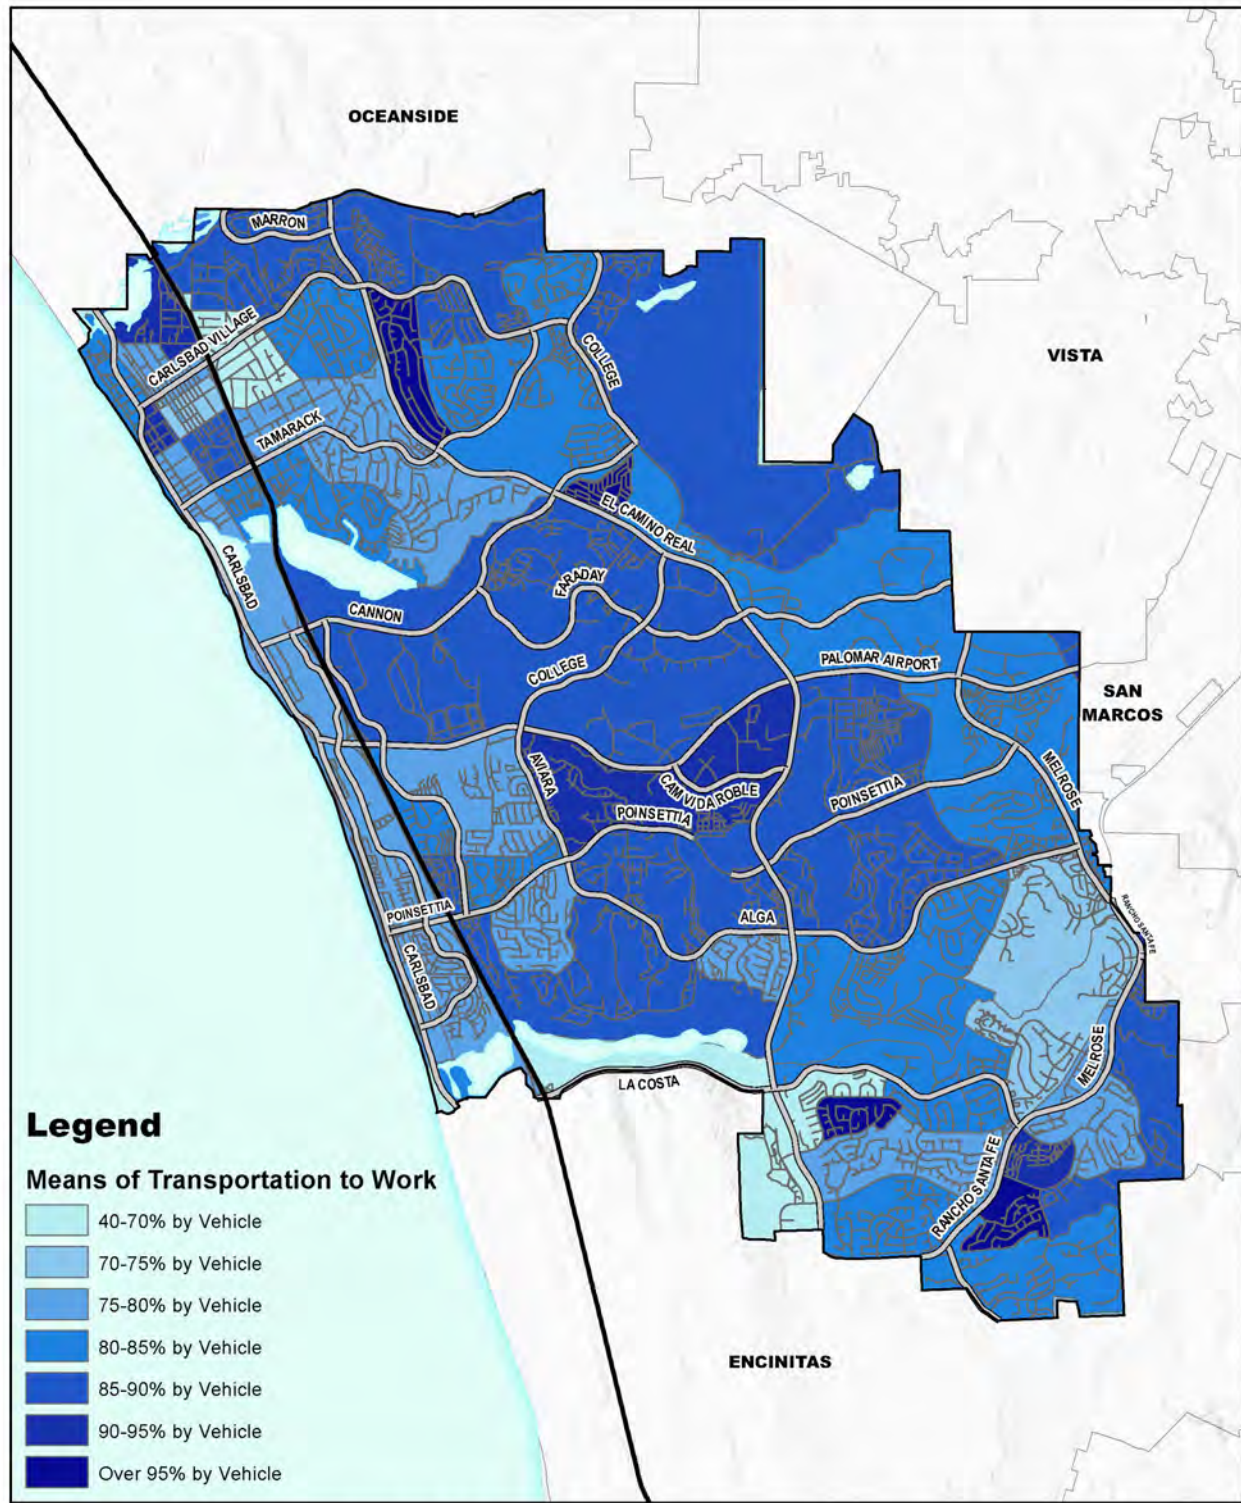 OCEANSIDE
MARRON
CARLSBAD VILLAGE
COLLEGE
VISTA
TAMARACK
EL CAMINO REAL
CARLSBAD
FARADAY
CANNON
COLLEGE
PALOMAR AIRPORT
SAN
MARCOS
AVIARA
CAM VIDA ROBLE
MELROSE
POINSETTIA
POINSETTIA
POINSETTIA
ALGA
RANCHO SANTA FE
CARLSBAD
MELROSE
LA COSTA
RANCHO SANTA FE
ENCINITAS
Legend
Means of Transportation to Work
40-70% by Vehicle
70-75% by Vehicle
75-80% by Vehicle
80-85% by Vehicle
85-90% by Vehicle
90-95% by Vehicle
Over 95% by Vehicle